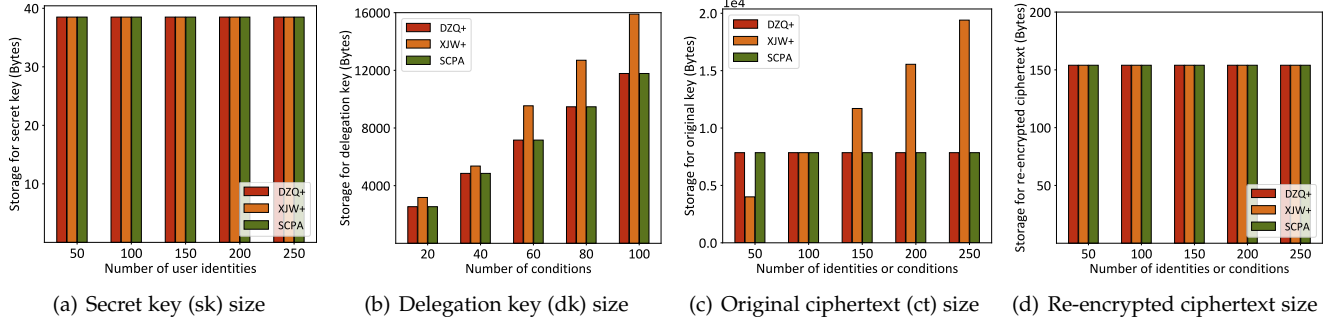 Storage for secret key (Bytes)
40
30
20
10
DZQ+
XJW+
SCPA
50 100 150 200 250
Number of user identities
(a) Secret key (sk) size
Storage for delegation key (Bytes)
16000
12000
8000
4000
DZQ+
XJW+
SCPA
20 40 60 80 100
Number of conditions
(b) Delegation key (dk) size
Storage for original key (Bytes)
1e4
2.0
1.5
1.0
0.5
0.0
DZQ+
XJW+
SCPA
50 100 150 200 250
Number of identities or conditions
(c) Original ciphertext (ct) size
Storage for re-encrypted ciphertext (Bytes)
200
150
100
50
DZQ+
XJW+
SCPA
50 100 150 200 250
Number of identities or conditions
(d) Re-encrypted ciphertext size